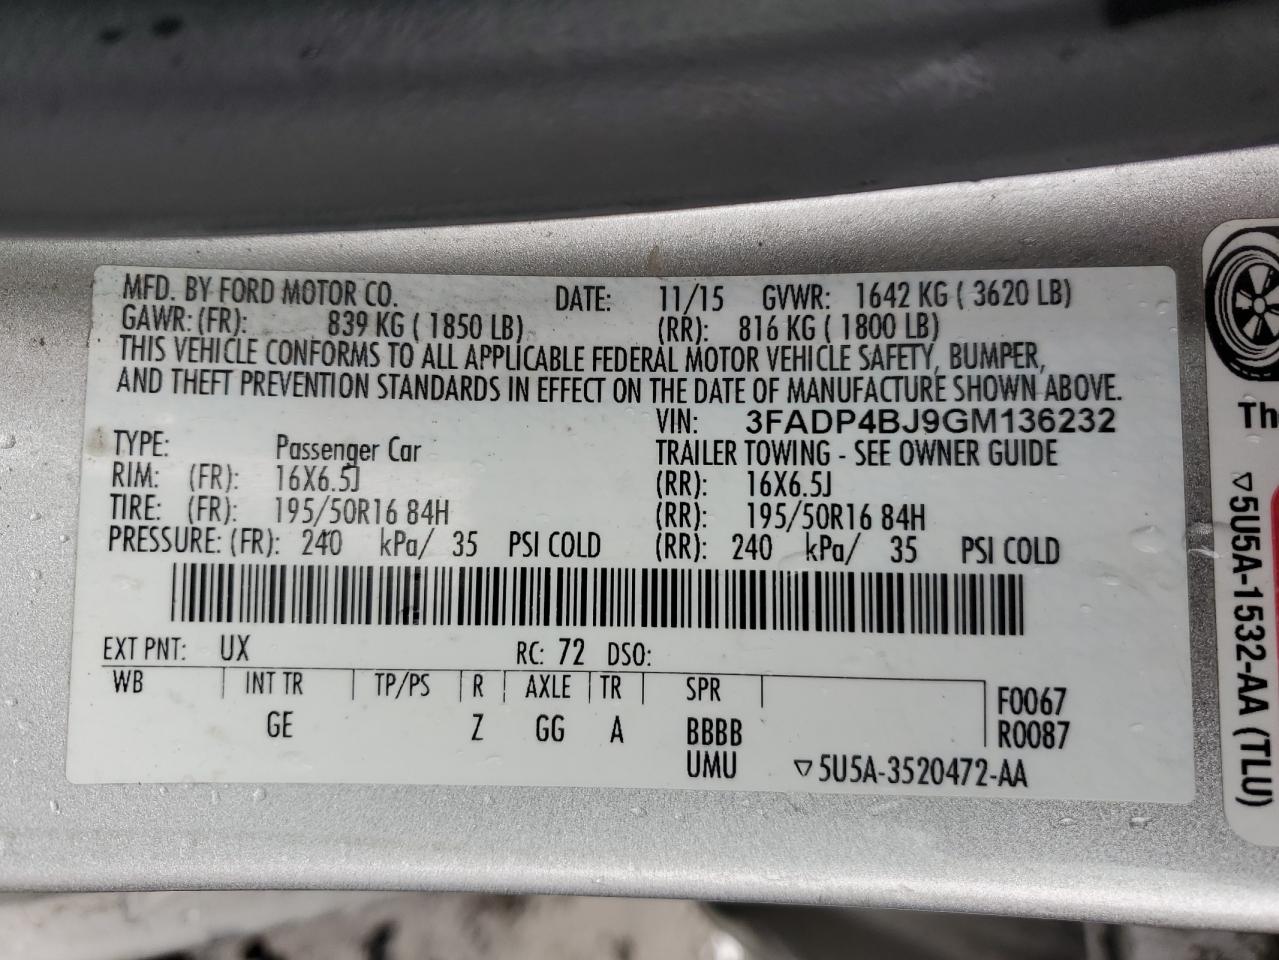 MFD. BY FORD MOTOR CO. DATE: 11/15 GVWR: 1642 KG ( 3620 LB)
GAWR: (FR): 839 KG ( 1850 LB) (RR): 816 KG ( 1800 LB)
THIS VEHICLE CONFORMS TO ALL APPLICABLE FEDERAL MOTOR VEHICLE SAFETY, BUMPER,
AND THEFT PREVENTION STANDARDS IN EFFECT ON THE DATE OF MANUFACTURE SHOWN ABOVE.
VIN: 3FADP4BJ9GM136232
TYPE: Passenger Car TRAILER TOWING - SEE OWNER GUIDE
RIM: (FR): 16X6.5J (RR): 16X6.5J
TIRE: (FR): 195/50R16 84H (RR): 195/50R16 84H
PRESSURE: (FR): 240 kPa/ 35 PSI COLD (RR): 240 kPa/ 35 PSI COLD
EXT PNT: UX RC: 72 DSO:
WB INT TR TP/PS R AXLE TR SPR F0067
GE Z GG A BBBB R0087
UMU ▽5U5A-3520472-AA
Th
▽5U5A-1532-AA (TLU)